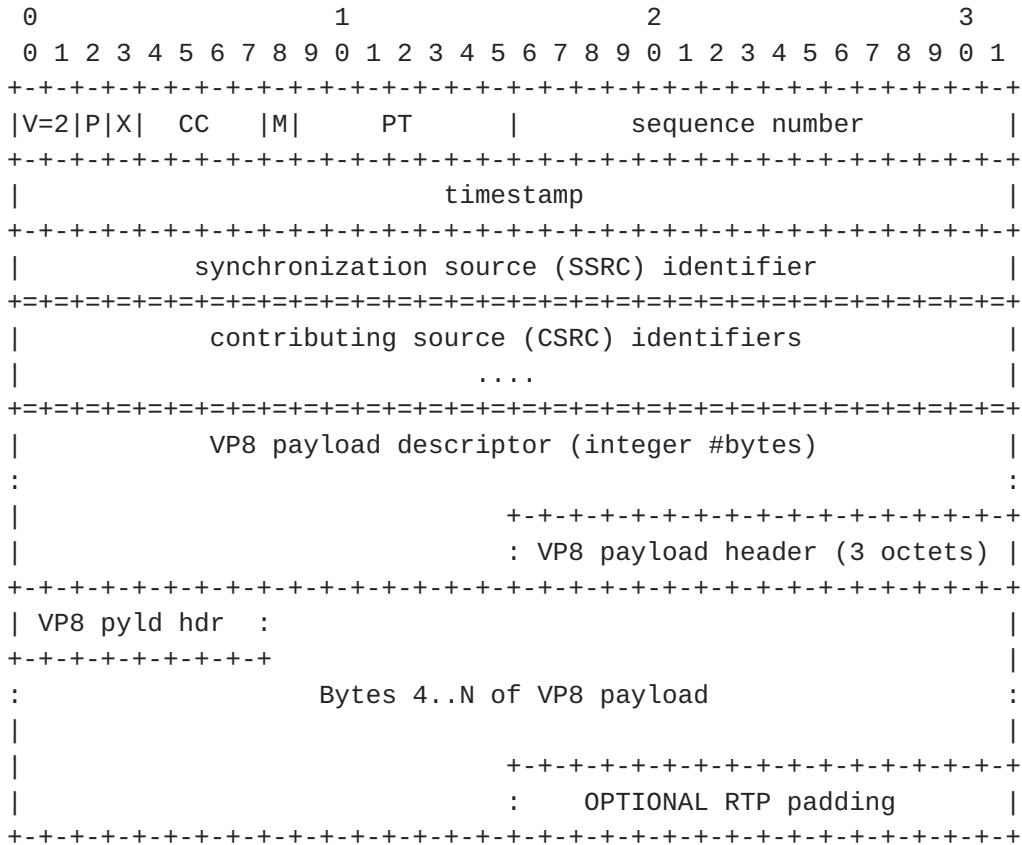 0                   1                   2                   3
 0 1 2 3 4 5 6 7 8 9 0 1 2 3 4 5 6 7 8 9 0 1 2 3 4 5 6 7 8 9 0 1
+-+-+-+-+-+-+-+-+-+-+-+-+-+-+-+-+-+-+-+-+-+-+-+-+-+-+-+-+-+-+-+-+
|V=2|P|X|  CC   |M|     PT      |       sequence number         |
+-+-+-+-+-+-+-+-+-+-+-+-+-+-+-+-+-+-+-+-+-+-+-+-+-+-+-+-+-+-+-+-+
|                           timestamp                           |
+-+-+-+-+-+-+-+-+-+-+-+-+-+-+-+-+-+-+-+-+-+-+-+-+-+-+-+-+-+-+-+-+
|           synchronization source (SSRC) identifier            |
+=+=+=+=+=+=+=+=+=+=+=+=+=+=+=+=+=+=+=+=+=+=+=+=+=+=+=+=+=+=+=+=+
|            contributing source (CSRC) identifiers             |
|                             ....                              |
+=+=+=+=+=+=+=+=+=+=+=+=+=+=+=+=+=+=+=+=+=+=+=+=+=+=+=+=+=+=+=+=+
|            VP8 payload descriptor (integer #bytes)            |
:                                                               :
|                               +-+-+-+-+-+-+-+-+-+-+-+-+-+-+-+-+
|                               : VP8 payload header (3 octets) |
+-+-+-+-+-+-+-+-+-+-+-+-+-+-+-+-+-+-+-+-+-+-+-+-+-+-+-+-+-+-+-+-+
| VP8 pyld hdr  :                                               |
+-+-+-+-+-+-+-+-+                                               |
:                   Bytes 4..N of VP8 payload                   :
|                                                               |
|                               +-+-+-+-+-+-+-+-+-+-+-+-+-+-+-+-+
|                               :    OPTIONAL RTP padding       |
+-+-+-+-+-+-+-+-+-+-+-+-+-+-+-+-+-+-+-+-+-+-+-+-+-+-+-+-+-+-+-+-+